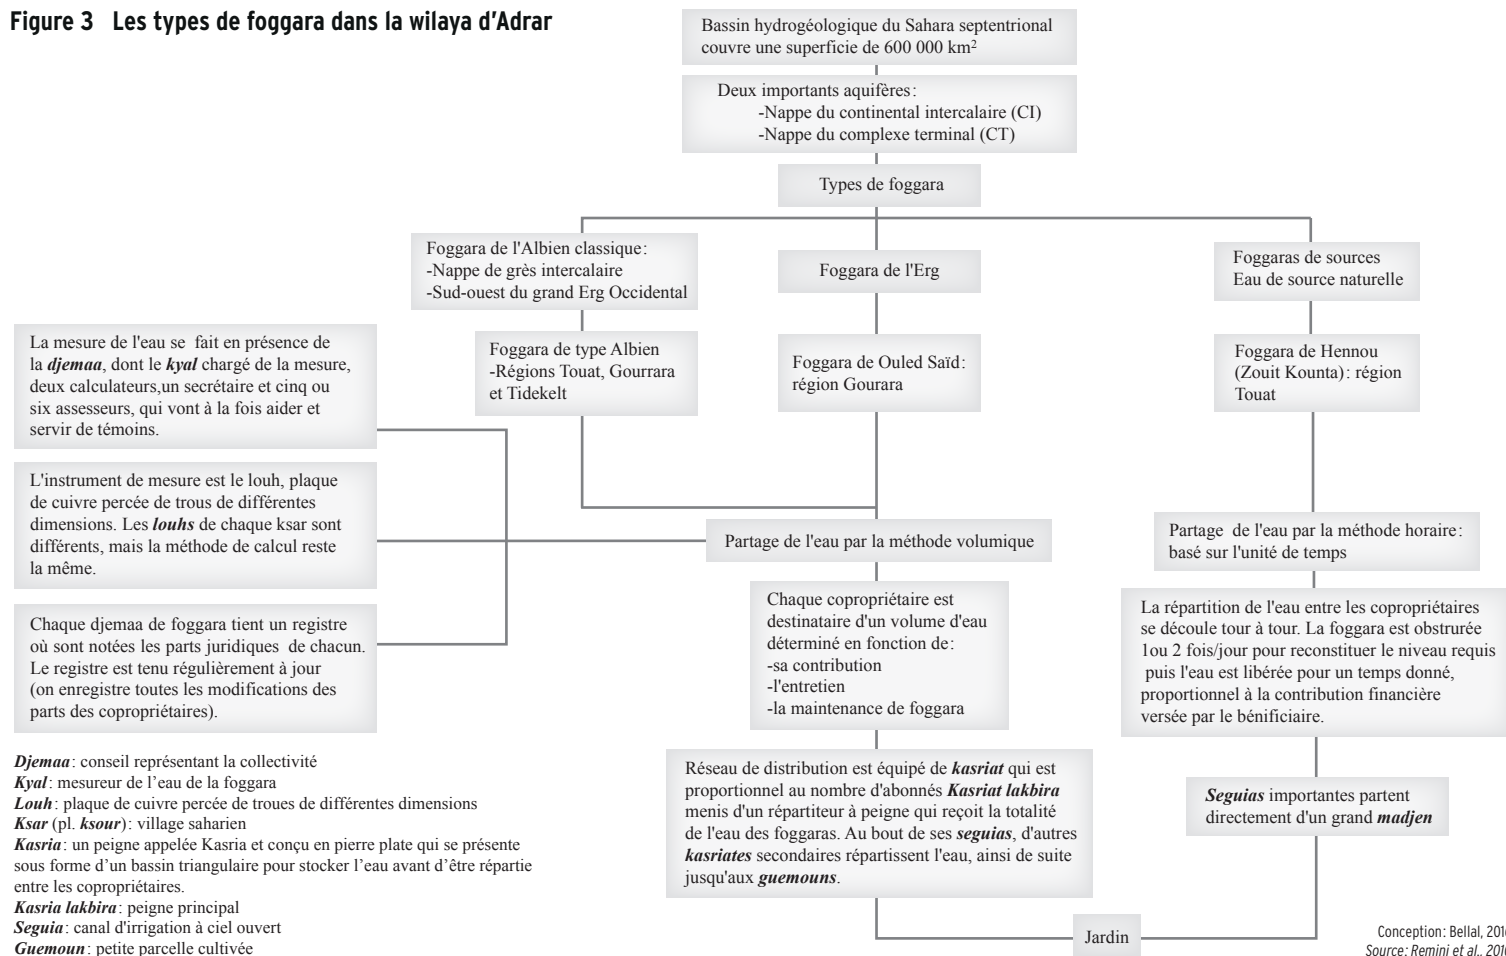 Figure 3 Les types de foggara dans la wilaya d'Adrar
Bassin hydrogéologique du Sahara septentrional
couvre une superficie de 600 000 km²
Deux importants aquifères :
-Nappe du continental intercalaire (CI)
-Nappe du complexe terminal (CT)
Types de foggara
Foggara de l'Albien classique :
-Nappe de grès intercalaire
-Sud-ouest du grand Erg Occidental
Foggara de l'Erg
Foggaras de sources
Eau de source naturelle
Foggara de type Albien
-Régions Touat, Gourrara
et Tidekelt
Foggara de Ouled Saïd :
région Gourara
Foggara de Hennou
(Zouit Kounta) : région
Touat
La mesure de l'eau se fait en présence de
la djemaa, dont le kyal chargé de la mesure,
deux calculateurs,un secrétaire et cinq ou
six assesseurs, qui vont à la fois aider et
servir de témoins.
L'instrument de mesure est le louh, plaque
de cuivre percée de trous de différentes
dimensions. Les louhs de chaque ksar sont
différents, mais la méthode de calcul reste
la même.
Chaque djemaa de foggara tient un registre
où sont notées les parts juridiques de chacun.
Le registre est tenu régulièrement à jour
(on enregistre toutes les modifications des
parts des copropriétaires).
Partage de l'eau par la méthode volumique
Partage de l'eau par la méthode horaire :
basé sur l'unité de temps
Chaque copropriétaire est
destinataire d'un volume d'eau
déterminé en fonction de :
-sa contribution
-l'entretien
-la maintenance de foggara
La répartition de l'eau entre les copropriétaires
se découle tour à tour. La foggara est obstrurée
1ou 2 fois/jour pour reconstituer le niveau requis
puis l'eau est libérée pour un temps donné,
proportionnel à la contribution financière
versée par le bénificiaire.
Réseau de distribution est équipé de kasriat qui est
proportionnel au nombre d'abonnés Kasriat lakbira
menis d'un répartiteur à peigne qui reçoit la totalité
de l'eau des foggaras. Au bout de ses seguias, d'autres
kasriates secondaires répartissent l'eau, ainsi de suite
jusqu'aux guemouns.
Seguias importantes partent
directement d'un grand madjen
Jardin
Djemaa : conseil représentant la collectivité
Kyal : mesureur de l'eau de la foggara
Louh : plaque de cuivre percée de troues de différentes dimensions
Ksar (pl. ksour) : village saharien
Kasria : un peigne appelée Kasria et conçu en pierre plate qui se présente
sous forme d'un bassin triangulaire pour stocker l'eau avant d'être répartie
entre les copropriétaires.
Kasria lakbira : peigne principal
Seguia : canal d'irrigation à ciel ouvert
Guemoun : petite parcelle cultivée
Conception : Bellal, 2016
Source : Remini et al., 2010